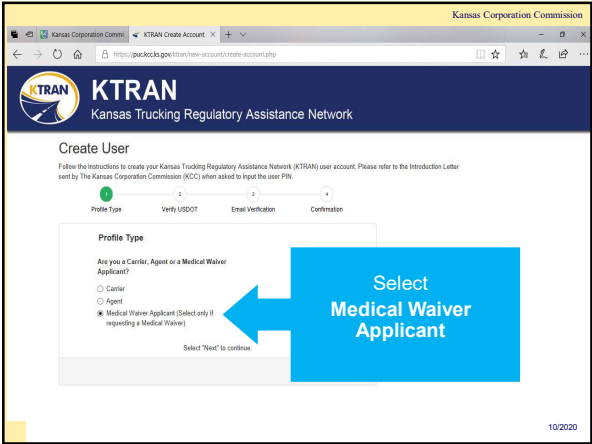 Kansas Corporation Commission
Kansas Corporation Commi
KTRAN Create Account
https://puc.kcc.ks.gov/ktran/new-account/create-account.php
KTRAN
KTRAN
Kansas Trucking Regulatory Assistance Network
Create User
Follow the instructions to create your Kansas Trucking Regulatory Assistance Network (KTRAN) user account. Please refer to the Introduction Letter
sent by The Kansas Corporation Commission (KCC) when asked to input the user PIN.
1 2 3 4
Profile Type Verify USDOT Email Verification Confirmation
Profile Type
Are you a Carrier, Agent or a Medical Waiver
Applicant?
Carrier
Agent
Medical Waiver Applicant (Select only if
requesting a Medical Waiver)
Select "Next" to continue.
Select
Medical Waiver
Applicant
10/2020